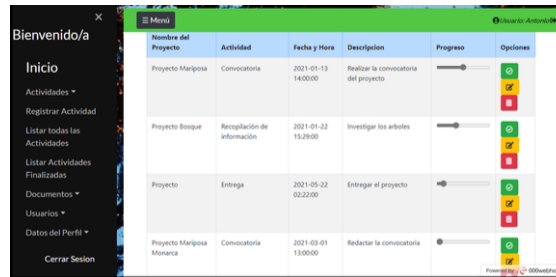 ×
Bienvenido/a
Inicio
Actividades
Registrar Actividad
Listar todas las
Actividades
Listar Actividades
Finalizadas
Documentos
Usuarios
Datos del Perfil
Cerrar Sesion
☰ Menú
Usuario: Antonio
Nombre del Proyecto Actividad Fecha y Hora Descripcion Progreso Opciones
Proyecto Mariposa Convocatoria 2021-01-13 14:00:00 Realizar la convocatoria del proyecto
Proyecto Bosque Recopilación de información 2021-01-22 15:29:00 Investigar los arboles
Proyecto Entrega 2021-05-22 02:22:00 Entregar el proyecto
Proyecto Mariposa Monarca Convocatoria 2021-03-01 13:00:00 Redactar la convocatoria
Powered by